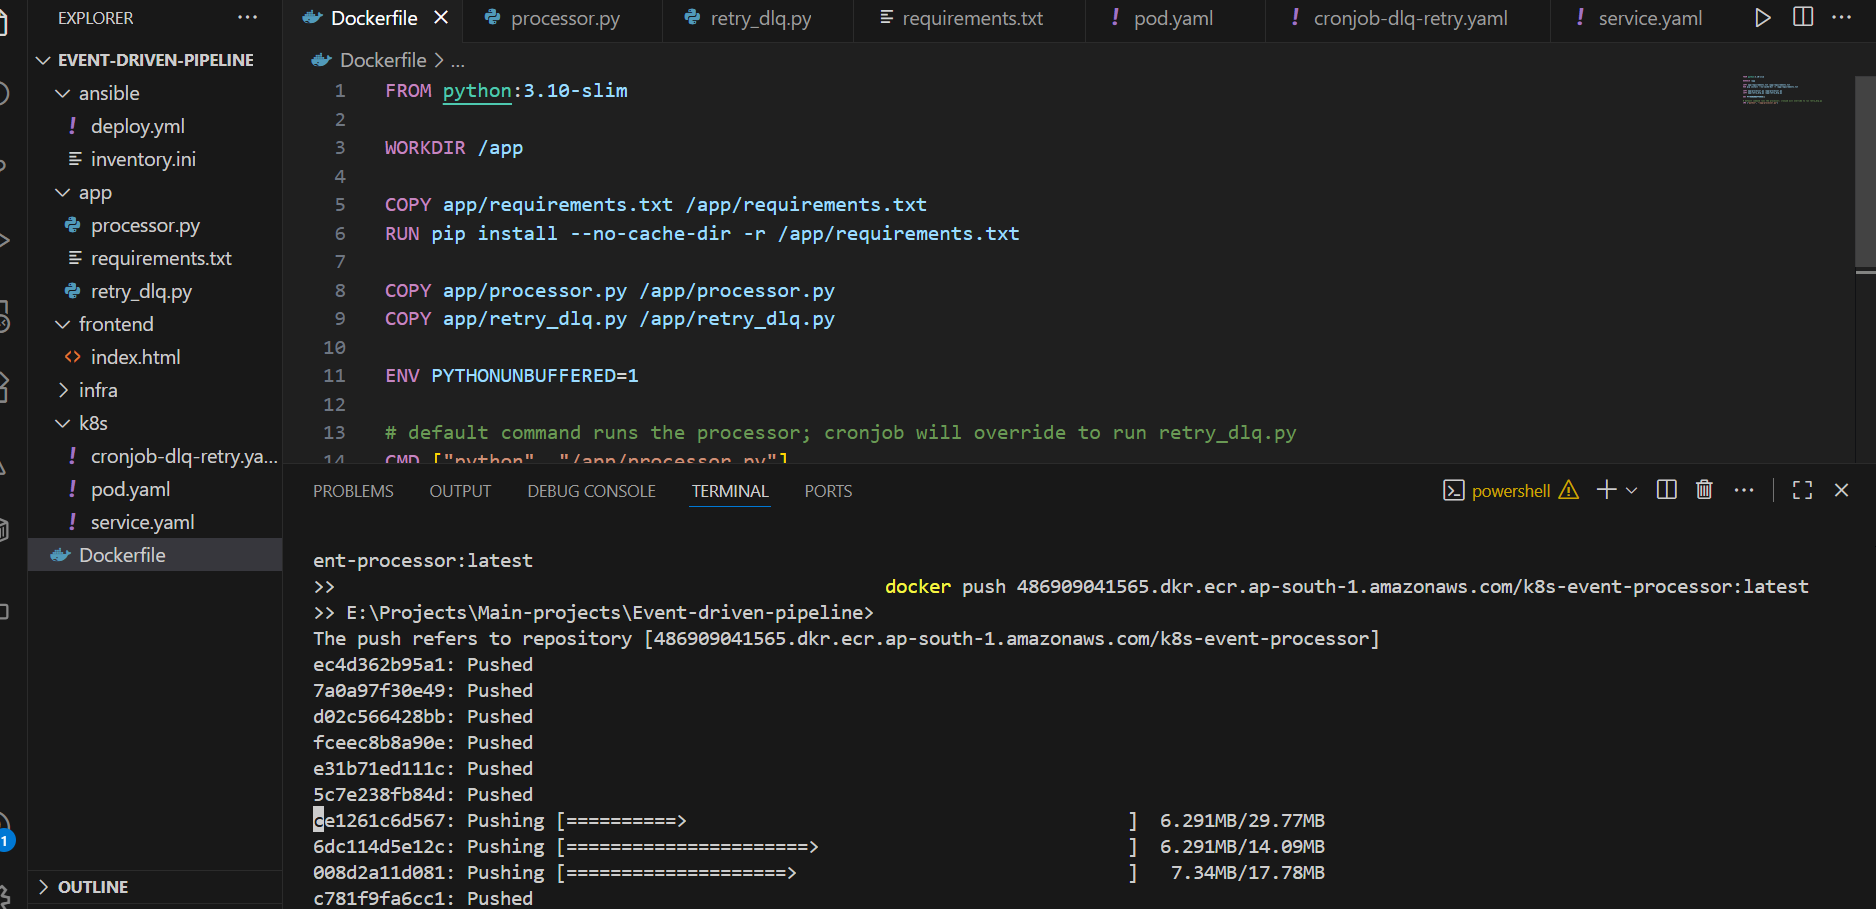 EXPLORER
EVENT-DRIVEN-PIPELINE
ansible
deploy.yml
inventory.ini
app
processor.py
requirements.txt
retry_dlq.py
frontend
index.html
infra
k8s
cronjob-dlq-retry.ya...
pod.yaml
service.yaml
Dockerfile
OUTLINE
1
Dockerfile processor.py retry_dlq.py requirements.txt pod.yaml cronjob-dlq-retry.yaml service.yaml
Dockerfile > ...
1 FROM python:3.10-slim
2
3 WORKDIR /app
4
5 COPY app/requirements.txt /app/requirements.txt
6 RUN pip install --no-cache-dir -r /app/requirements.txt
7
8 COPY app/processor.py /app/processor.py
9 COPY app/retry_dlq.py /app/retry_dlq.py
10
11 ENV PYTHONUNBUFFERED=1
12
13 # default command runs the processor; cronjob will override to run retry_dlq.py
14 CMD ["python", "/app/processor.py"]
PROBLEMS OUTPUT DEBUG CONSOLE TERMINAL PORTS powershell
ent-processor:latest
>> docker push 486909041565.dkr.ecr.ap-south-1.amazonaws.com/k8s-event-processor:latest
>> E:\Projects\Main-projects\Event-driven-pipeline>
The push refers to repository [486909041565.dkr.ecr.ap-south-1.amazonaws.com/k8s-event-processor]
ec4d362b95a1: Pushed
7a0a97f30e49: Pushed
d02c566428bb: Pushed
fceec8b8a90e: Pushed
e31b71ed111c: Pushed
5c7e238fb84d: Pushed
ce1261c6d567: Pushing [==========> ] 6.291MB/29.77MB
6dc114d5e12c: Pushing [======================> ] 6.291MB/14.09MB
008d2a11d081: Pushing [====================> ] 7.34MB/17.78MB
c781f9fa6cc1: Pushed